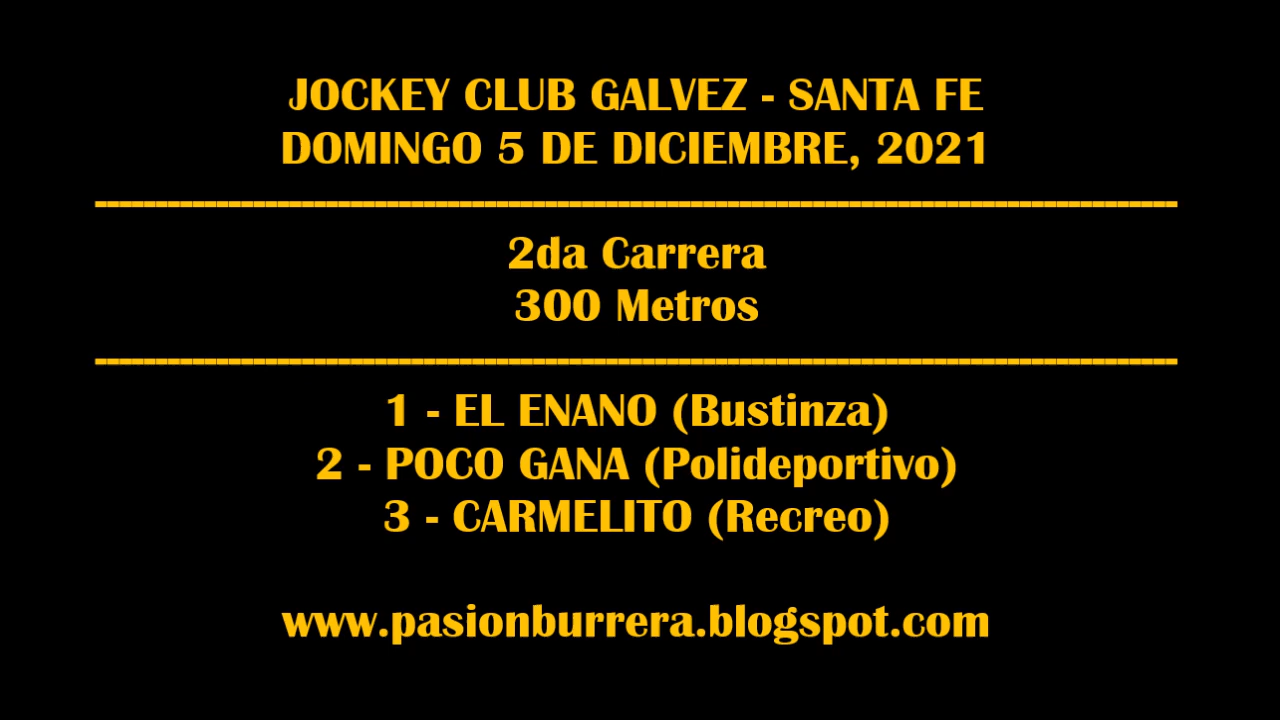 JOCKEY CLUB GALVEZ - SANTA FE
DOMINGO 5 DE DICIEMBRE, 2021
2da Carrera
300 Metros
1 - EL ENANO (Bustinza)
2 - POCO GANA (Polideportivo)
3 - CARMELITO (Recreo)
www.pasionburrera.blogspot.com